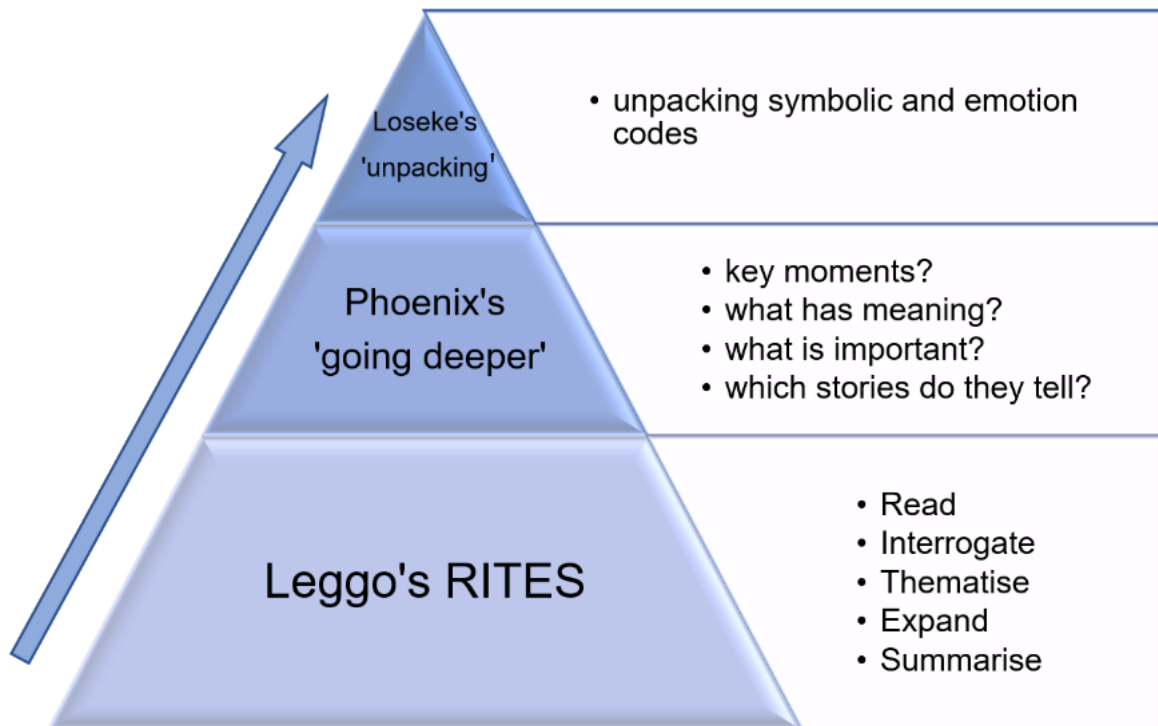 Loseke's
'unpacking'
• unpacking symbolic and emotion
codes
Phoenix's
'going deeper'
• key moments?
• what has meaning?
• what is important?
• which stories do they tell?
Leggo's RITES
• Read
• Interrogate
• Thematise
• Expand
• Summarise